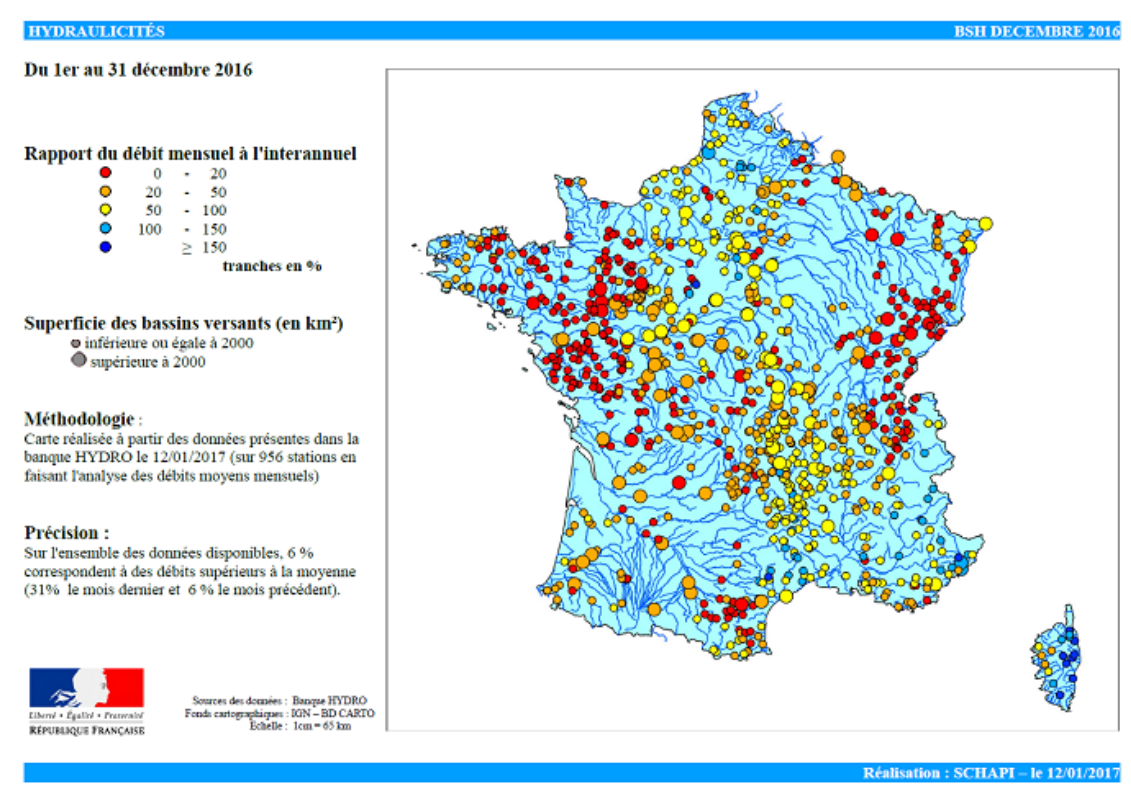 HYDRAULICITÉS
BSH DECEMBRE 2016
Du 1er au 31 décembre 2016
Rapport du débit mensuel à l'interannuel
0 - 20
20 - 50
50 - 100
100 - 150
≥ 150
tranches en %
Superficie des bassins versants (en km²)
inférieure ou égale à 2000
supérieure à 2000
Méthodologie :
Carte réalisée à partir des données présentes dans la
banque HYDRO le 12/01/2017 (sur 956 stations en
faisant l'analyse des débits moyens mensuels)
Précision :
Sur l'ensemble des données disponibles, 6 %
correspondent à des débits supérieurs à la moyenne
(31% le mois dernier et 6 % le mois précédent).
Liberté • Égalité • Fraternité
RÉPUBLIQUE FRANÇAISE
Sources des données : Banque HYDRO
Fonds cartographiques : IGN – BD CARTO
Echelle : 1cm = 65 km
Réalisation : SCHAPI – le 12/01/2017